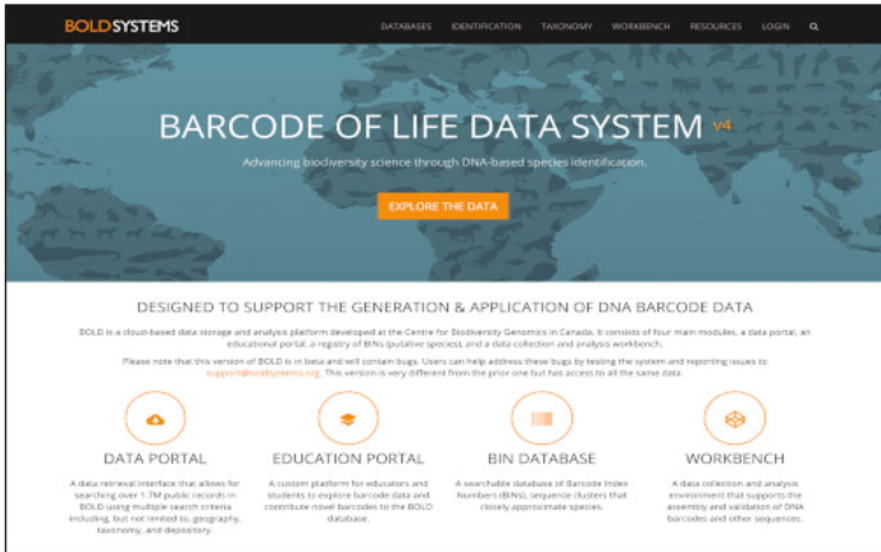 BOLDSYSTEMS DATABASES IDENTIFICATION TAXONOMY WORKBENCH RESOURCES LOGIN
BARCODE OF LIFE DATA SYSTEM v4
Advancing biodiversity science through DNA-based species identification.
EXPLORE THE DATA
DESIGNED TO SUPPORT THE GENERATION & APPLICATION OF DNA BARCODE DATA
BOLD is a cloud-based data storage and analysis platform developed at the Centre for Biodiversity Genomics in Canada. It consists of four main modules, a data portal, an
educational portal, a registry of BINs (putative species), and a data collection and analysis workbench.
Please note that this version of BOLD is in beta and will contain bugs. Users can help address these bugs by testing the system and reporting issues to
support@boldsystems.org. This version is very different from the prior one but has access to all the same data.
DATA PORTAL
A data retrieval interface that allows for
searching over 1.7M public records in
BOLD using multiple search criteria
including, but not limited to, geography,
taxonomy, and depository.
EDUCATION PORTAL
A custom platform for educators and
students to explore barcode data and
contribute novel barcodes to the BOLD
database.
BIN DATABASE
A searchable database of Barcode Index
Numbers (BINs), sequence clusters that
closely approximate species.
WORKBENCH
A data collection and analysis
environment that supports the
assembly and validation of DNA
barcodes and other sequences.